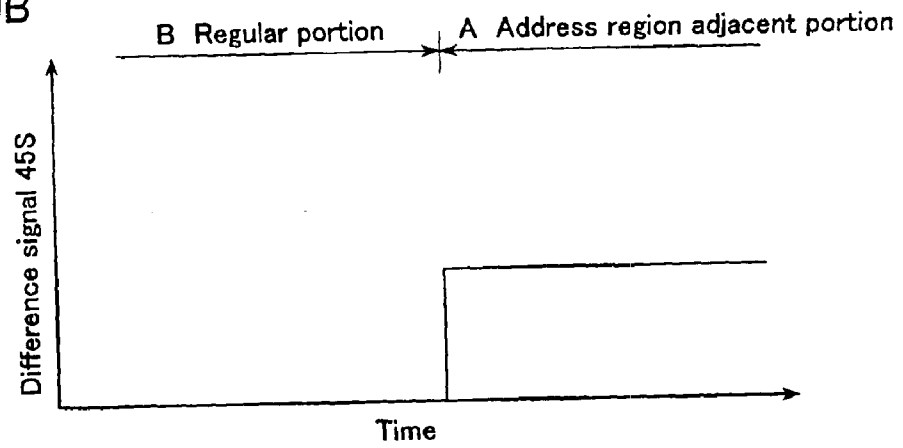 B
B Regular portion
A Address region adjacent portion
Difference signal 45S
Time